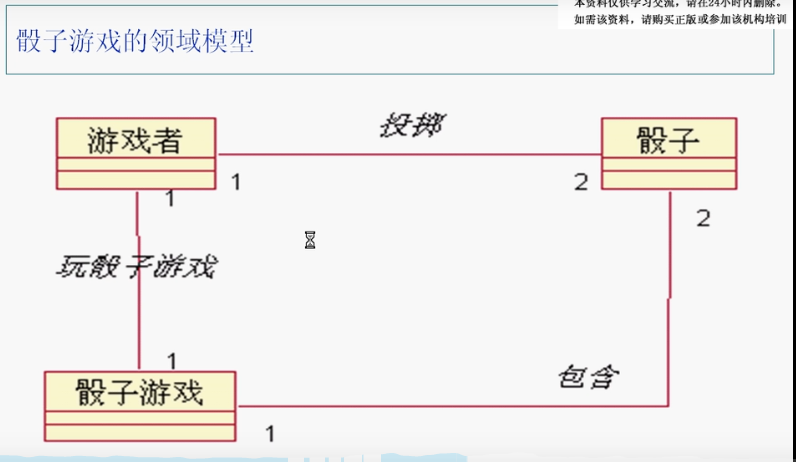 本资料仅供学习交流，请在24小时内删除。
如需该资料，请购买正版或参加该机构培训
骰子游戏的领域模型
游戏者
投掷
骰子
1
1
2
2
玩骰子游戏
1
骰子游戏
包含
1